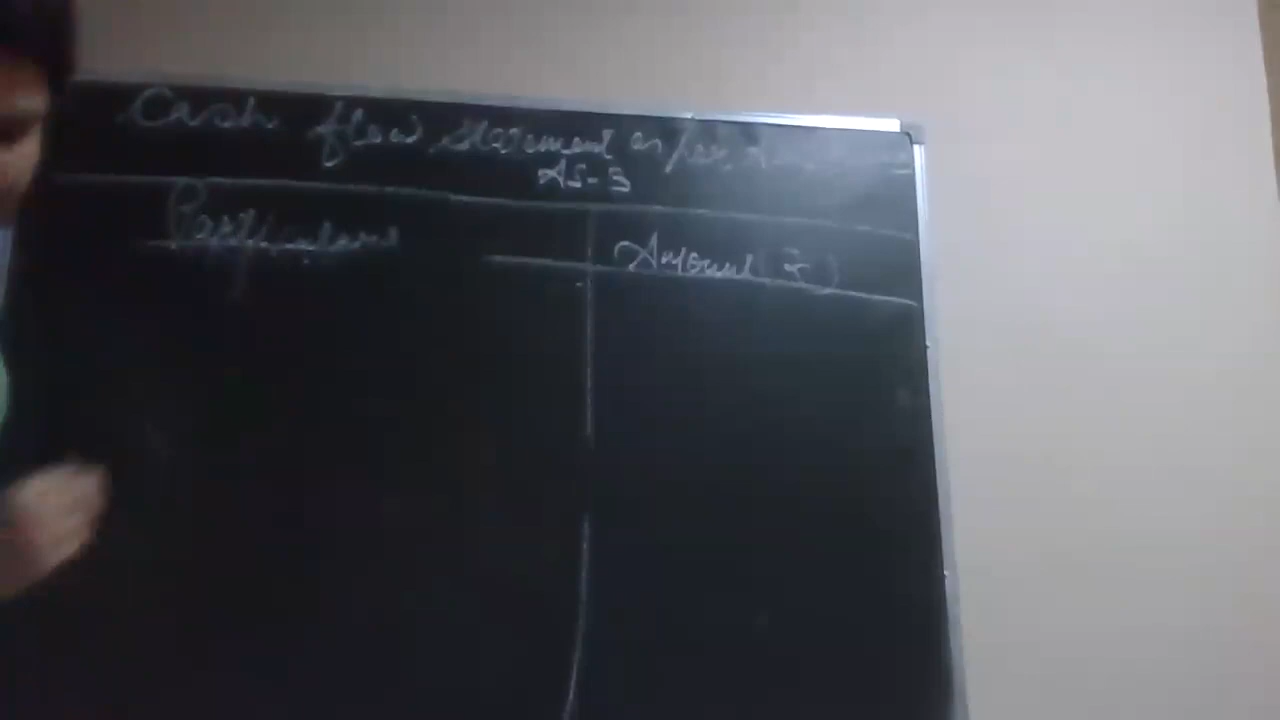 Cash flow statement as per
AS-3
Particulars
Amount (₹)